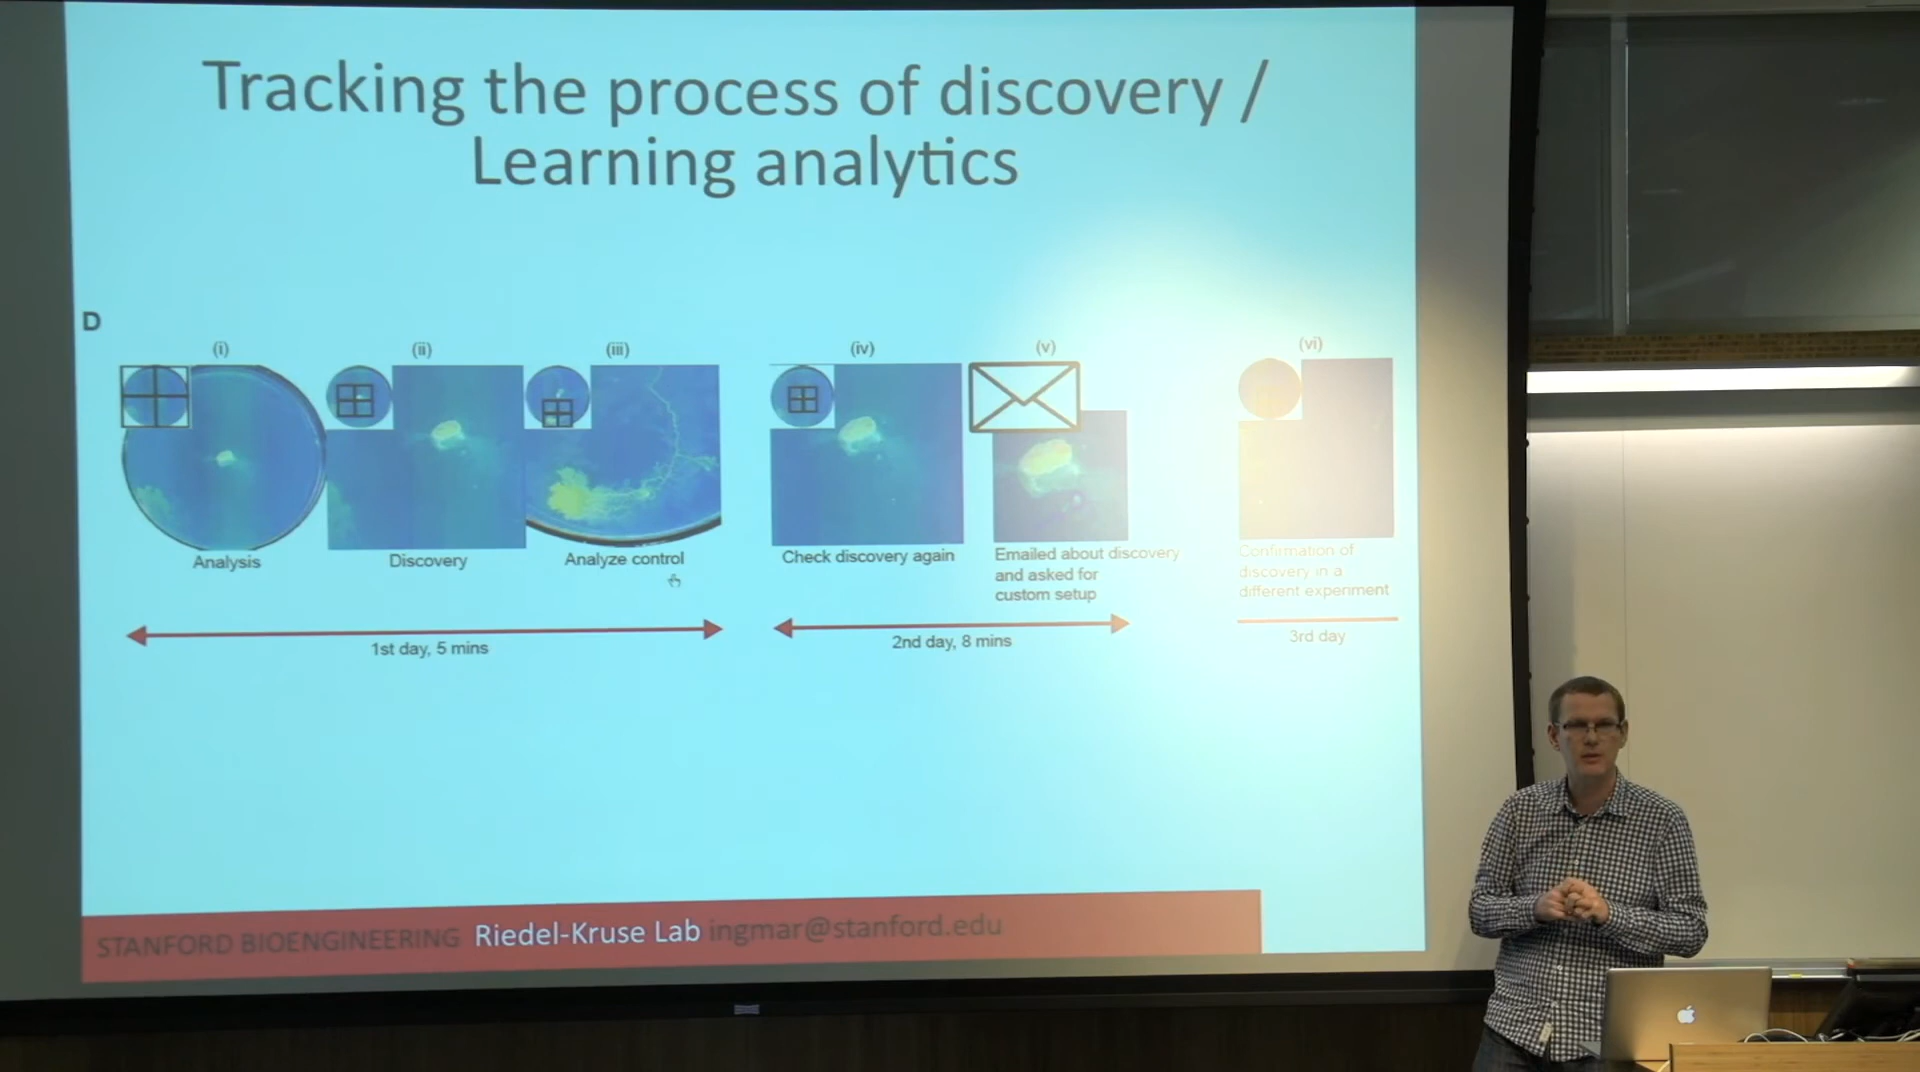 Tracking the process of discovery /
Learning analytics
D
(i)
(ii)
(iii)
(iv)
(v)
(vi)
Analysis
Discovery
Analyze control
Check discovery again
Emailed about discovery
and asked for
custom setup
Confirmation of
discovery in a
different experiment
1st day, 5 mins
2nd day, 8 mins
3rd day
STANFORD BIOENGINEERING Riedel-Kruse Lab ingmar@stanford.edu